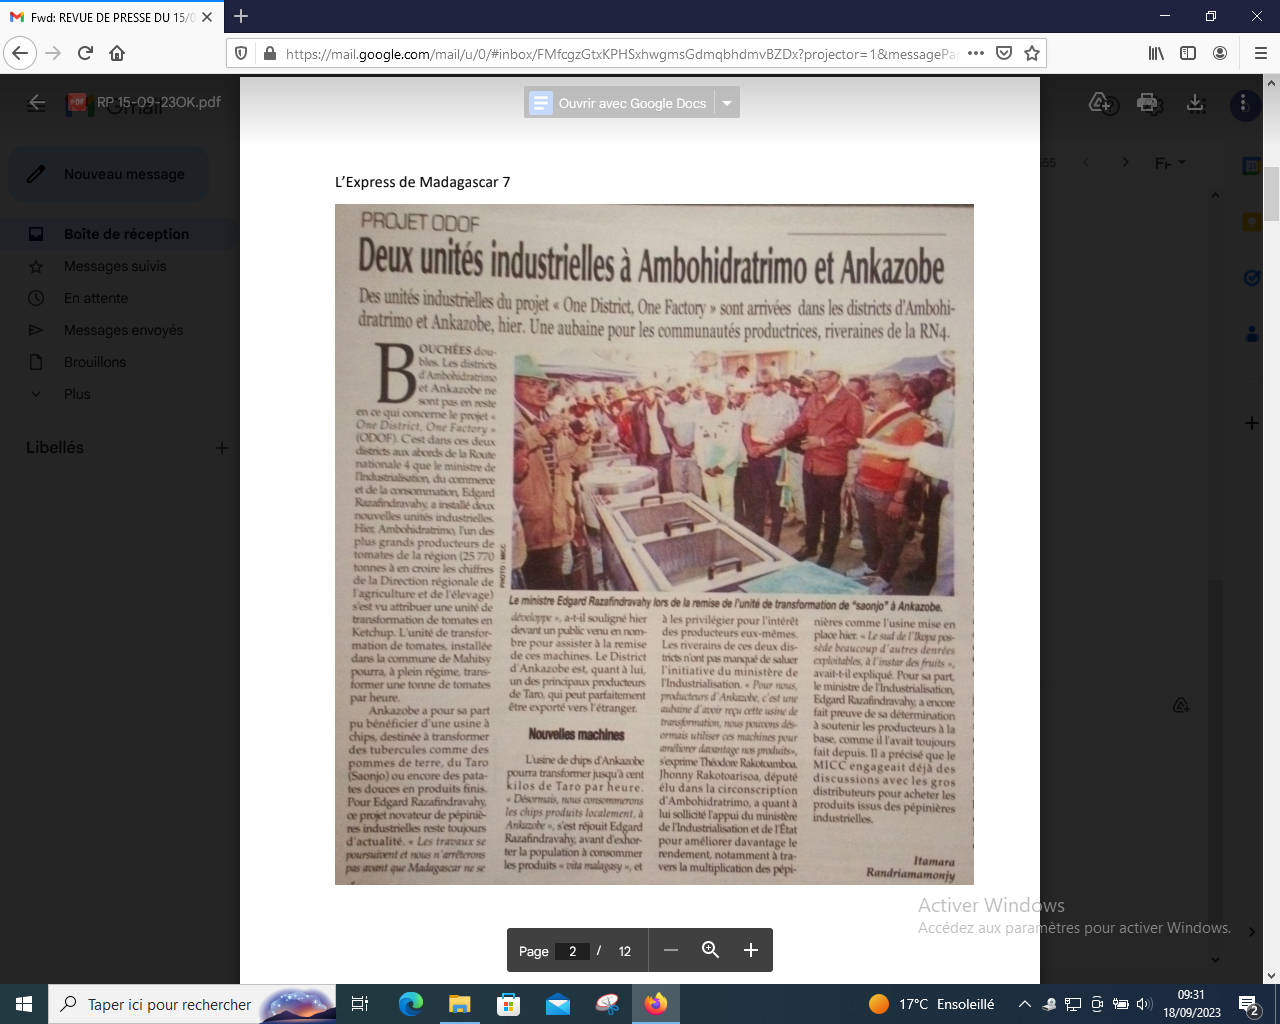 Fwd: REVUE DE PRESSE DU 15/0
https://mail.google.com/mail/u/0/#inbox/FMfcgzGtxKPHSxhwgmsGdmqbhdmvBZDx?projector=1&messagePar
RP 15-09-23OK.pdf
Gmail
Ouvrir avec Google Docs
Nouveau message
Boîte de réception
Messages suivis
En attente
Messages envoyés
Brouillons
Plus
Libellés
Fr
L'Express de Madagascar 7
PROJET ODOF
Deux unités industrielles à Ambohidratrimo et Ankazobe
Des unités industrielles du projet « One District, One Factory » sont arrivées dans les districts d'Ambohi-
dratrimo et Ankazobe, hier. Une aubaine pour les communautés productrices, riveraines de la RN4.
BOUCHÉES dou-
bles. Les districts
d'Ambohidratrimo
et Ankazobe ne
sont pas en reste
en ce qui concerne le projet «
One District, One Factory »
(ODOF). C'est dans ces deux
districts aux abords de la Route
nationale 4 que le ministre de
l'Industrialisation, du commerce
et de la consommation, Edgard
Razafindravahy, a installé deux
nouvelles unités industrielles.
Hier, Ambohidratrimo, l'un des
plus grands producteurs de
tomates de la région (25 770
tonnes à en croire les chiffres
de la Direction régionale de
l'agriculture et de l'élevage)
s'est vu attribuer une unité de
transformation de tomates en
Ketchup. L'unité de transfor-
mation de tomates, installée
dans la commune de Mahitsy
pourra, à plein régime, trans-
former une tonne de tomates
par heure.
Ankazobe a pour sa part
pu bénéficier d'une usine à
chips, destinée à transformer
des tubercules comme des
pommes de terre, du Taro
(Saonjo) ou encore des pata-
tes douces en produits finis.
Pour Edgard Razafindravahy,
ce projet novateur de pépiniè-
res industrielles reste toujours
d'actualité. « Les travaux se
poursuivent et nous n'arrêterons
pas avant que Madagascar ne se
PHOTO : MICC
Le ministre Edgard Razafindravahy lors de la remise de l'unité de transformation de "saonjo" à Ankazobe.
développe », a-t-il souligné hier
devant un public venu en nom-
bre pour assister à la remise
de ces machines. Le District
d'Ankazobe est, quant à lui,
un des principaux producteurs
de Taro, qui peut parfaitement
être exporté vers l'étranger.
Nouvelles machines
L'usine de chips d'Ankazobe
pourra transformer jusqu'à cent
kilos de Taro par heure.
« Désormais, nous consommerons
les chips produits localement, à
Ankazobe », s'est réjouit Edgard
Razafindravahy, avant d'exhor-
ter la population à consommer
les produits « vita malagasy », et
à les privilégier pour l'intérêt
des producteurs eux-mêmes.
Les riverains de ces deux dis-
tricts n'ont pas manqué de saluer
l'initiative du ministère de
l'Industrialisation. « Pour nous,
producteurs d'Ankazobe, c'est une
aubaine d'avoir reçu cette usine de
transformation, nous pouvons dés-
ormais utiliser ces machines pour
améliorer davantage nos produits»,
s'exprime Théodore Rakotoamboa.
Jhonny Rakotoarisoa, député
élu dans la circonscription
d'Ambohidratrimo, a quant à
lui sollicité l'appui du ministère
de l'Industrialisation et de l'État
pour améliorer davantage le
rendement, notamment à tra-
vers la multiplication des pépi-
nières comme l'usine mise en
place hier. « Le sud de l'Ikopa pos-
sède beaucoup d'autres denrées
exploitables, à l'instar des fruits »,
avait-t-il expliqué. Pour sa part,
le ministre de l'Industrialisation,
Edgard Razafindravahy, a encore
fait preuve de sa détermination
à soutenir les producteurs à la
base, comme il l'avait toujours
fait depuis. Il a précisé que le
MICC engageait déjà des
discussions avec les gros
distributeurs pour acheter les
produits issus des pépinières
industrielles.
Itamara
Randriamamonjy
Activer Windows
Accédez aux paramètres pour activer Windows.
Page 2 / 12
Taper ici pour rechercher
17°C Ensoleillé
09:31
18/09/2023
2